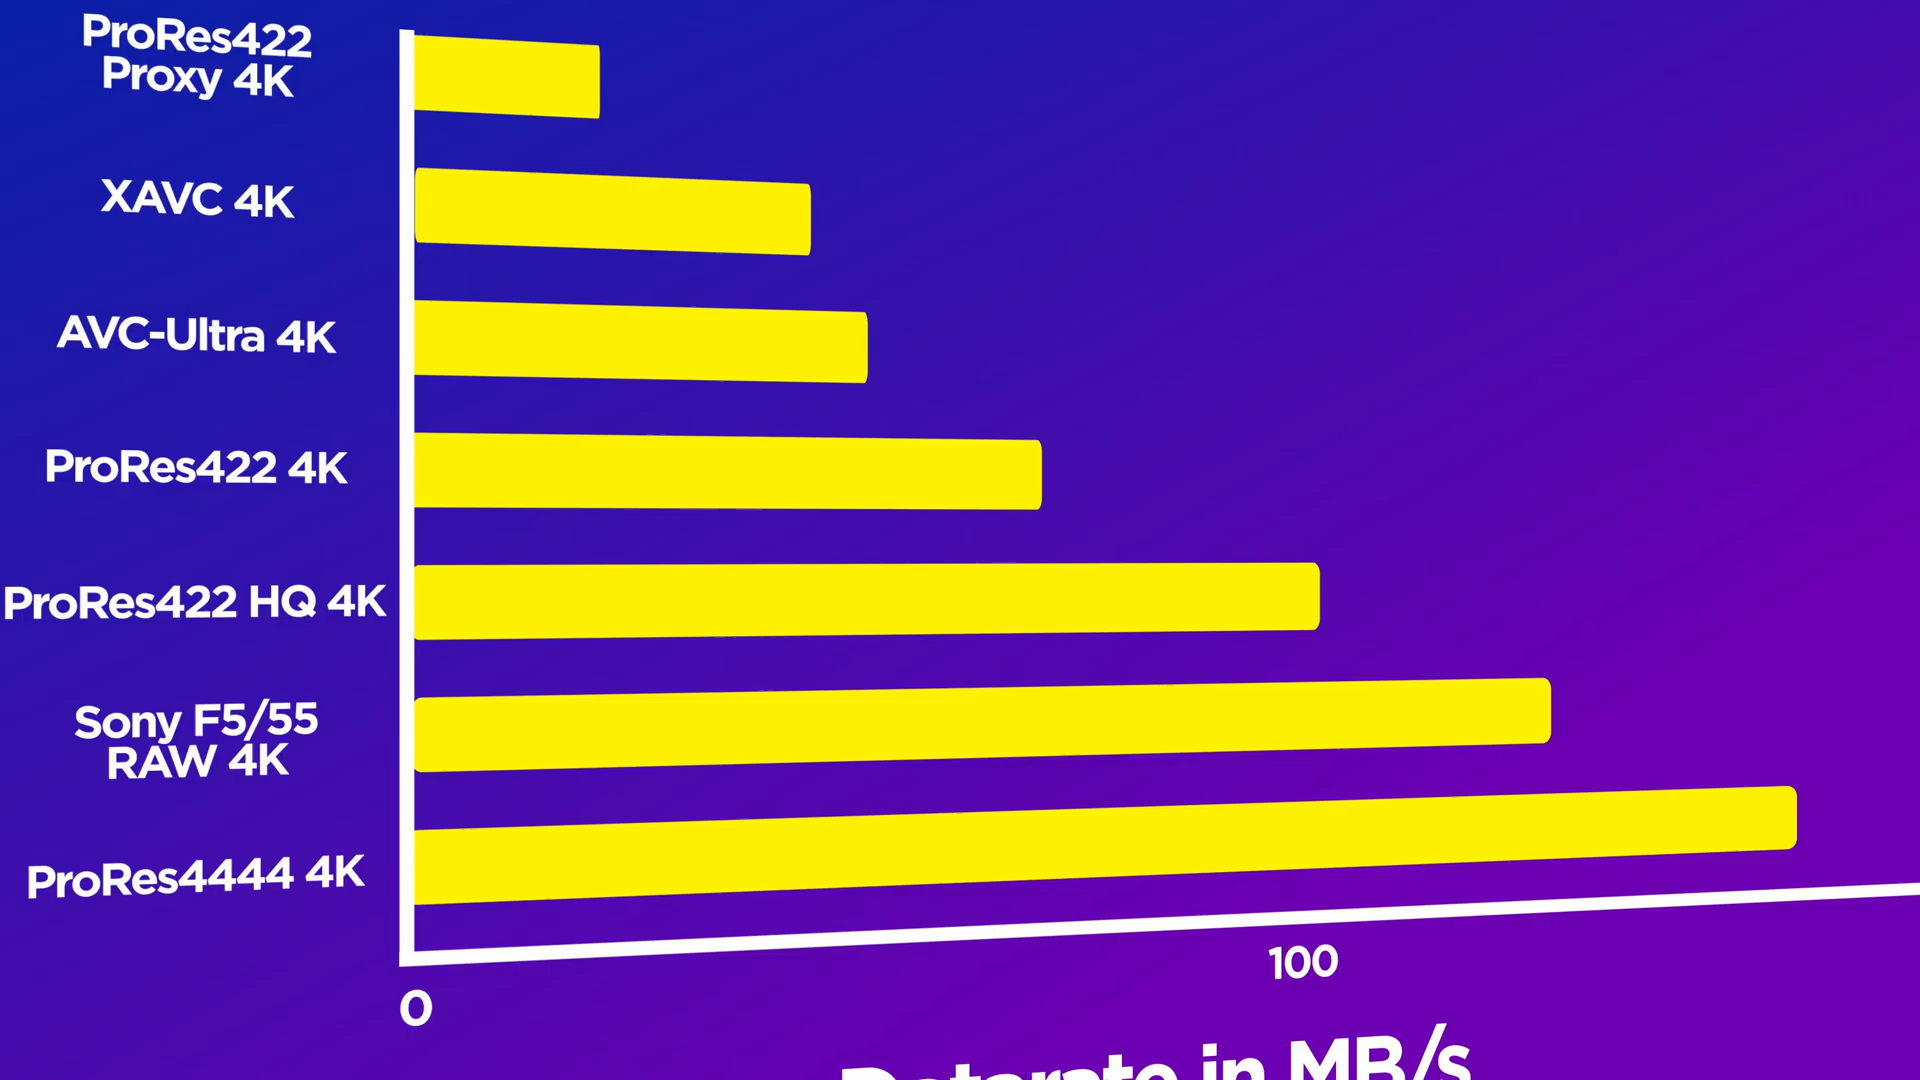 ProRes422
Proxy 4K
XAVC 4K
AVC-Ultra 4K
ProRes422 4K
ProRes422 HQ 4K
Sony F5/55
RAW 4K
ProRes4444 4K
0
100
Datarate in MB/s